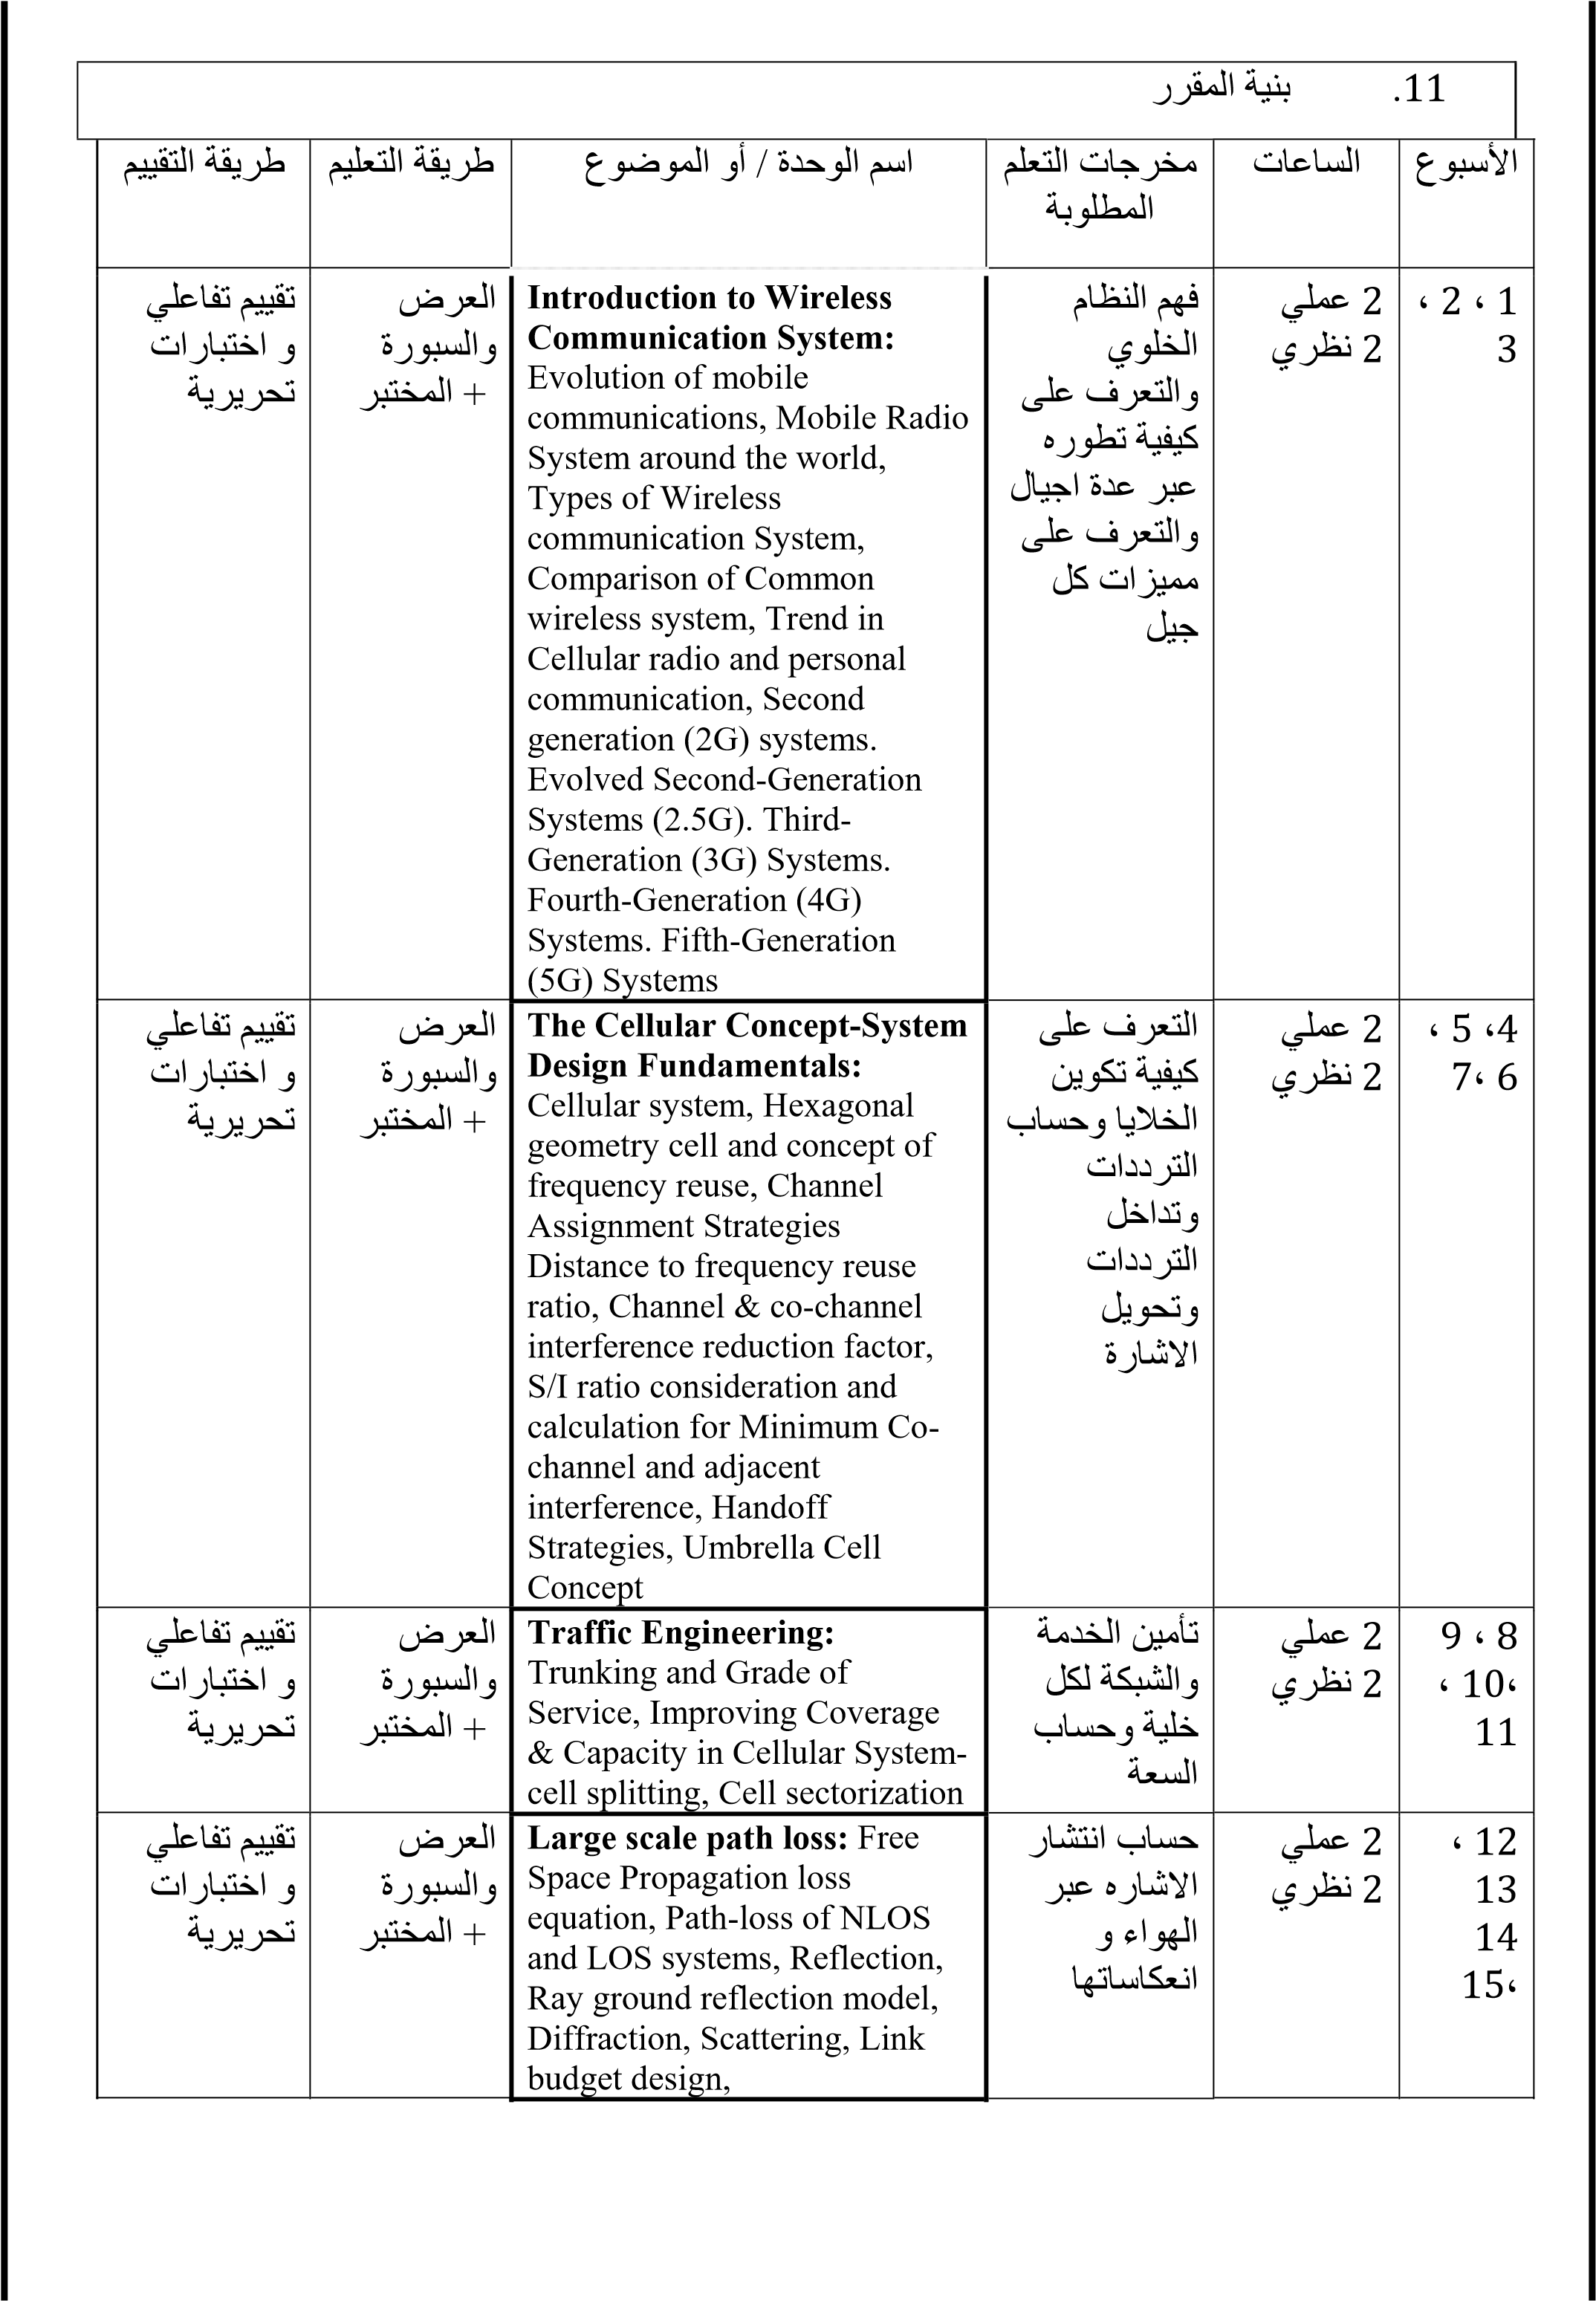 11. بنية المقرر
الأسبوع
الساعات
مخرجات التعلم
المطلوبة
اسم الوحدة / أو الموضوع
طريقة التعليم
طريقة التقييم
1 ، 2 ،
3
2 عملي
2 نظري
فهم النظام
الخلوي
والتعرف على
كيفية تطوره
عبر عدة اجيال
والتعرف على
مميزات كل
جيل
Introduction to Wireless
Communication System:
Evolution of mobile
communications, Mobile Radio
System around the world,
Types of Wireless
communication System,
Comparison of Common
wireless system, Trend in
Cellular radio and personal
communication, Second
generation (2G) systems.
Evolved Second-Generation
Systems (2.5G). Third-
Generation (3G) Systems.
Fourth-Generation (4G)
Systems. Fifth-Generation
(5G) Systems
العرض
والسبورة
+ المختبر
تقييم تفاعلي
و اختبارات
تحريرية
4، 5 ،
6 ،7
2 عملي
2 نظري
التعرف على
كيفية تكوين
الخلايا وحساب
الترددات
وتداخل
الترددات
وتحويل
الاشارة
The Cellular Concept-System
Design Fundamentals:
Cellular system, Hexagonal
geometry cell and concept of
frequency reuse, Channel
Assignment Strategies
Distance to frequency reuse
ratio, Channel & co-channel
interference reduction factor,
S/I ratio consideration and
calculation for Minimum Co-
channel and adjacent
interference, Handoff
Strategies, Umbrella Cell
Concept
العرض
والسبورة
+ المختبر
تقييم تفاعلي
و اختبارات
تحريرية
8 ، 9
،10 ،
11
2 عملي
2 نظري
تأمين الخدمة
والشبكة لكل
خلية وحساب
السعة
Traffic Engineering:
Trunking and Grade of
Service, Improving Coverage
& Capacity in Cellular System-
cell splitting, Cell sectorization
العرض
والسبورة
+ المختبر
تقييم تفاعلي
و اختبارات
تحريرية
12 ،
13
14
،15
2 عملي
2 نظري
حساب انتشار
الاشاره عبر
الهواء و
انعكاساتها
Large scale path loss: Free
Space Propagation loss
equation, Path-loss of NLOS
and LOS systems, Reflection,
Ray ground reflection model,
Diffraction, Scattering, Link
budget design,
العرض
والسبورة
+ المختبر
تقييم تفاعلي
و اختبارات
تحريرية